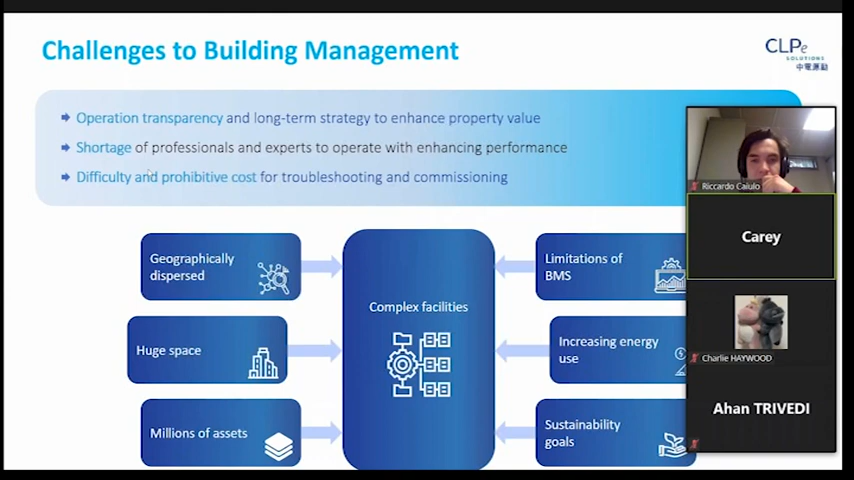 Challenges to Building Management
CLPe
SOLUTIONS
中電源動
Operation transparency and long-term strategy to enhance property value
Shortage of professionals and experts to operate with enhancing performance
Difficulty and prohibitive cost for troubleshooting and commissioning
Geographically
dispersed
Huge space
Millions of assets
Complex facilities
Limitations of
BMS
Increasing energy
use
Sustainability
goals
Riccardo Caiulo
Carey
Charlie HAYWOOD
Ahan TRIVEDI